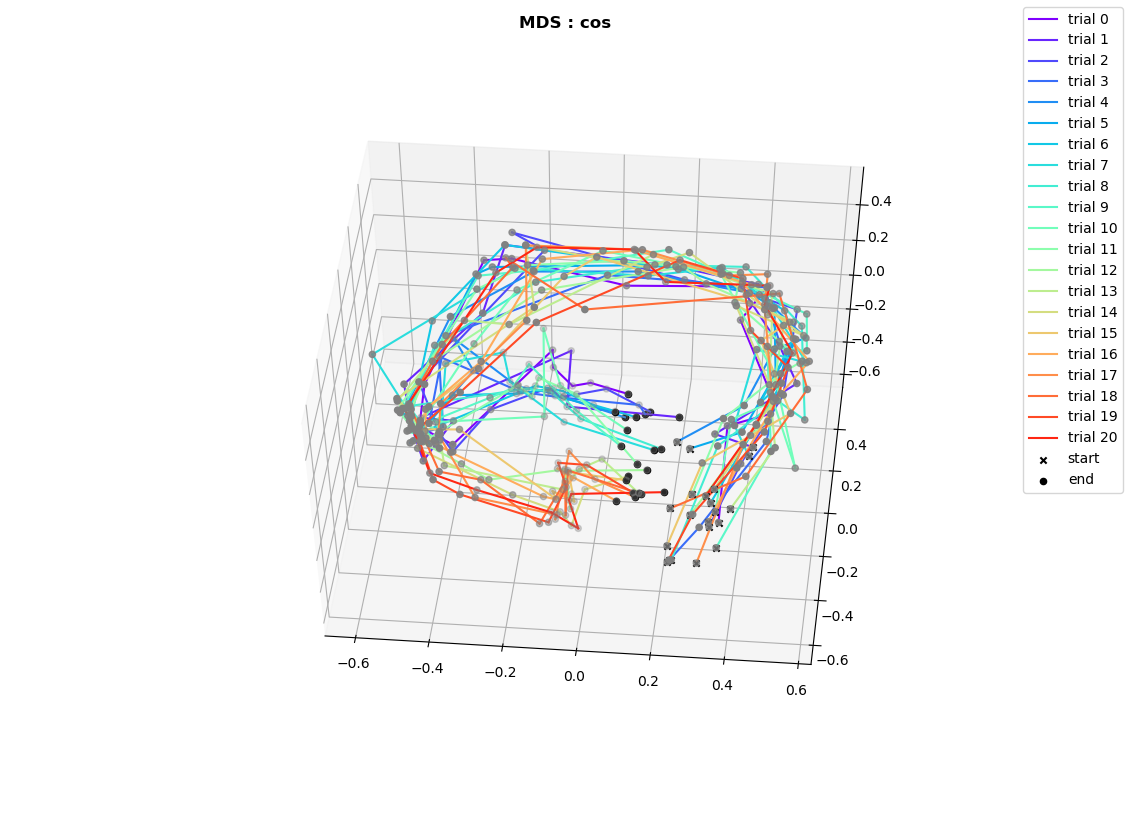 MDS : cos
trial 0
trial 1
trial 2
trial 3
trial 4
trial 5
trial 6
trial 7
trial 8
trial 9
trial 10
trial 11
trial 12
trial 13
trial 14
trial 15
trial 16
trial 17
trial 18
trial 19
trial 20
start
end
0.4
0.2
0.0
−0.2
−0.4
−0.6
0.4
0.2
0.0
−0.2
−0.4
−0.6
−0.6 −0.4 −0.2 0.0 0.2 0.4 0.6